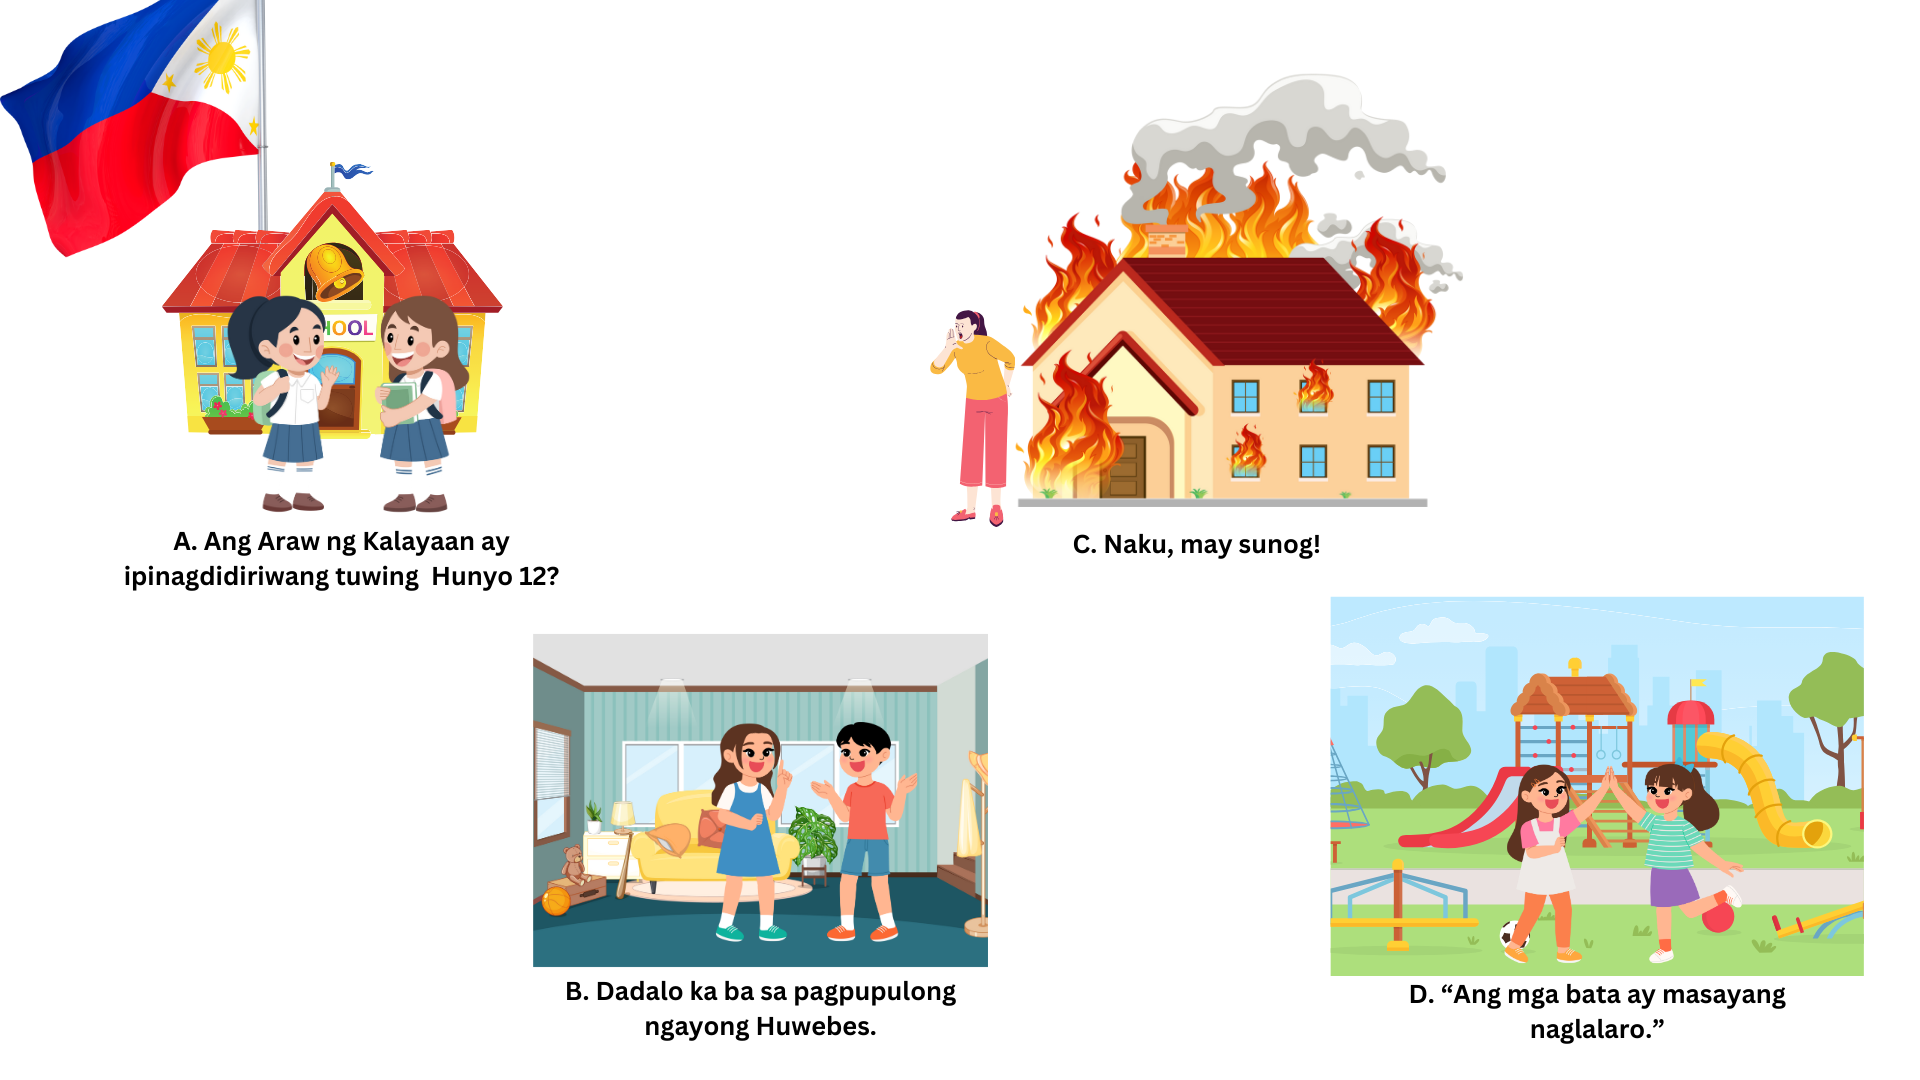 HOOL
A. Ang Araw ng Kalayaan ay
ipinagdidiriwang tuwing Hunyo 12?
C. Naku, may sunog!
B. Dadalo ka ba sa pagpupulong
ngayong Huwebes.
D. “Ang mga bata ay masayang
naglalaro.”